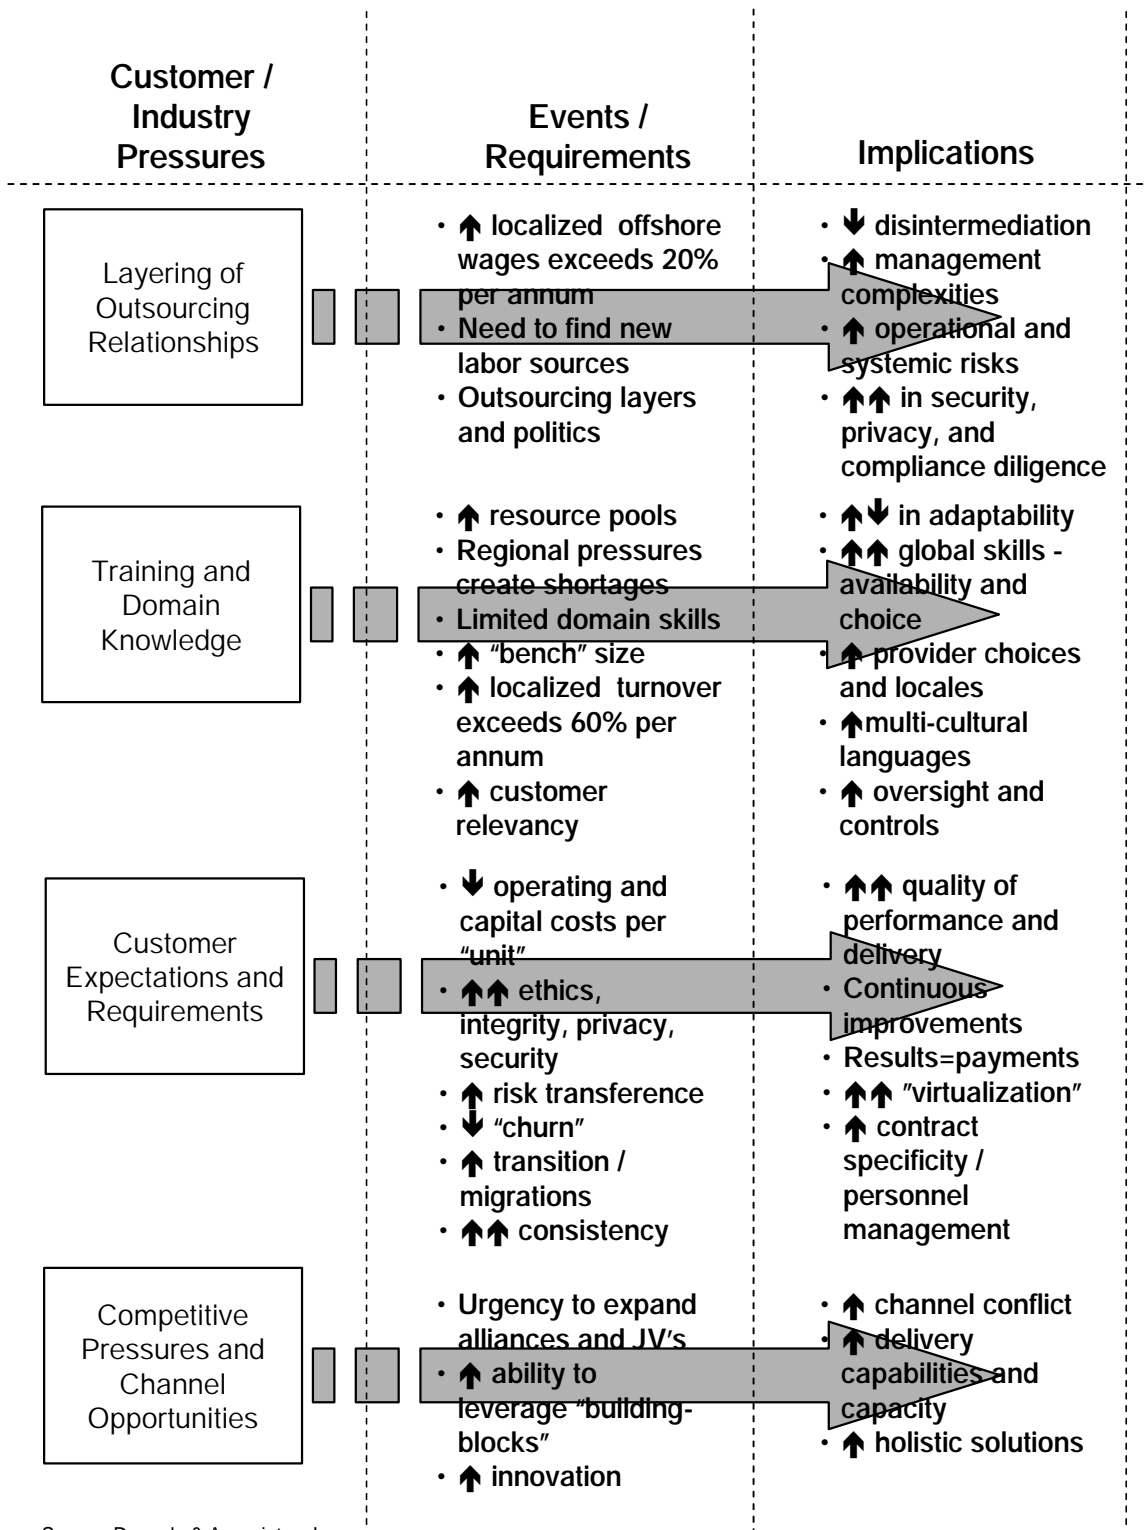 Customer /
Industry
Pressures
Events /
Requirements
Implications
Layering of
Outsourcing
Relationships
• ↑ localized offshore
wages exceeds 20%
per annum
• Need to find new
labor sources
• Outsourcing layers
and politics
• ↓ disintermediation
• ↑ management
complexities
• ↑ operational and
systemic risks
• ↑↑ in security,
privacy, and
compliance diligence
Training and
Domain
Knowledge
• ↑ resource pools
• Regional pressures
create shortages
• Limited domain skills
• ↑ “bench” size
• ↑ localized turnover
exceeds 60% per
annum
• ↑ customer
relevancy
• ↑↓ in adaptability
• ↑↑ global skills -
availability and
choice
• ↑ provider choices
and locales
• ↑multi-cultural
languages
• ↑ oversight and
controls
Customer
Expectations and
Requirements
• ↓ operating and
capital costs per
“unit”
• ↑↑ ethics,
integrity, privacy,
security
• ↑ risk transference
• ↓ “churn”
• ↑ transition /
migrations
• ↑↑ consistency
• ↑↑ quality of
performance and
delivery
• Continuous
improvements
• Results=payments
• ↑↑ ”virtualization”
• ↑ contract
specificity /
personnel
management
Competitive
Pressures and
Channel
Opportunities
• Urgency to expand
alliances and JV’s
• ↑ ability to
leverage “building-
blocks”
• ↑ innovation
• ↑ channel conflict
• ↑ delivery
capabilities and
capacity
• ↑ holistic solutions